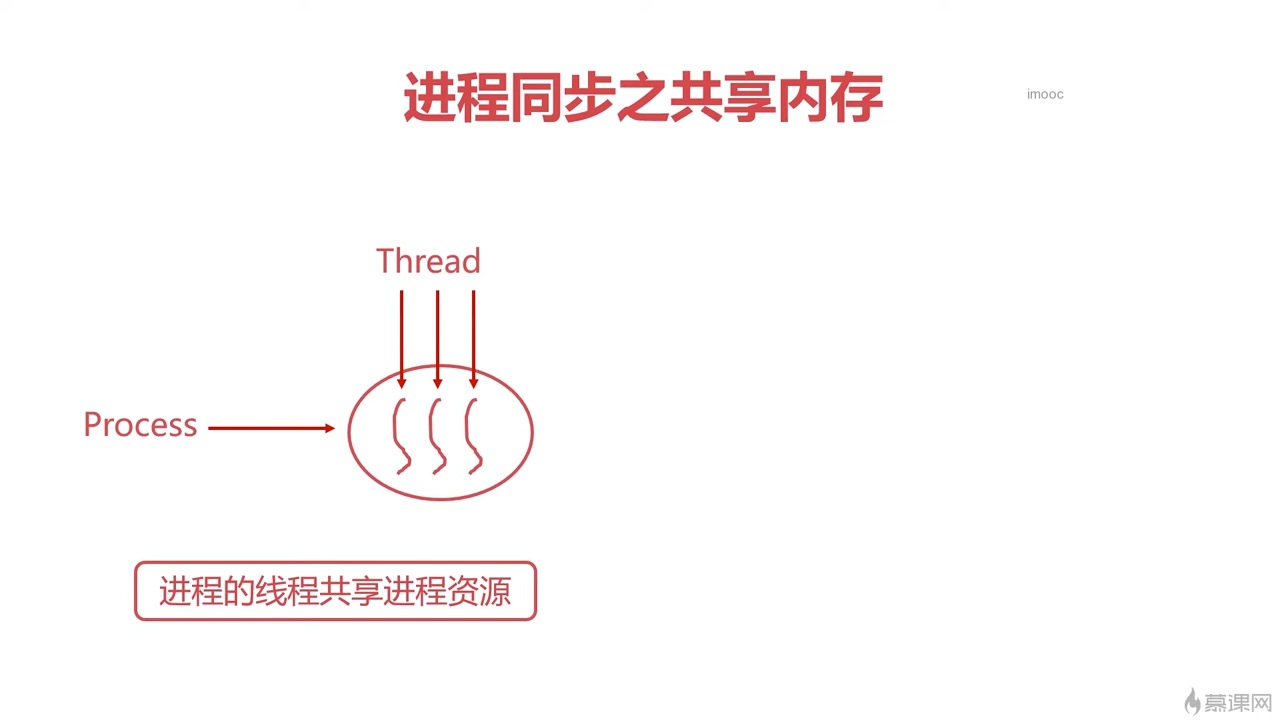 进程同步之共享内存
imooc
Thread
Process
进程的线程共享进程资源
慕课网